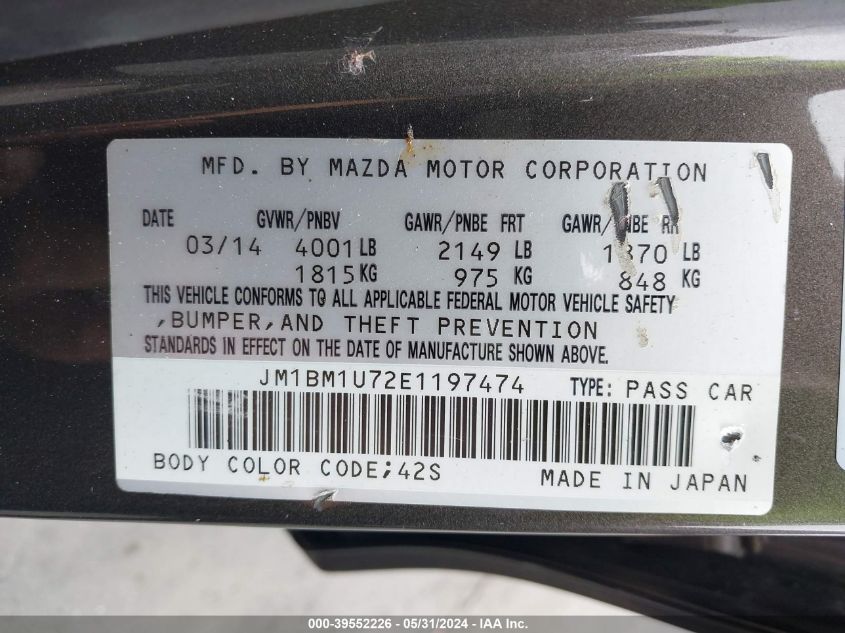 MFD. BY MAZDA MOTOR CORPORATION
DATE GVWR/PNBV GAWR/PNBE FRT GAWR/PNBE RR
03/14 4001 LB 2149 LB 1870 LB
1815 KG 975 KG 848 KG
THIS VEHICLE CONFORMS TO ALL APPLICABLE FEDERAL MOTOR VEHICLE SAFETY
,BUMPER,AND THEFT PREVENTION
STANDARDS IN EFFECT ON THE DATE OF MANUFACTURE SHOWN ABOVE.
JM1BM1U72E1197474 TYPE: PASS CAR
BODY COLOR CODE;42S MADE IN JAPAN
000-39552226 - 05/31/2024 - IAA Inc.